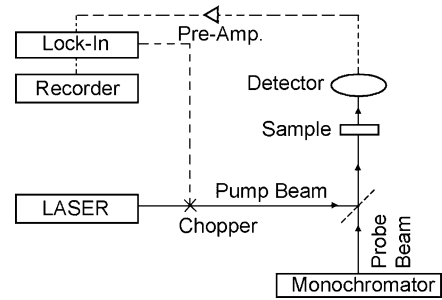 Pre-Amp.
Lock-In
Recorder
Detector
Sample
Pump Beam
LASER
Chopper
Probe
Beam
Monochromator